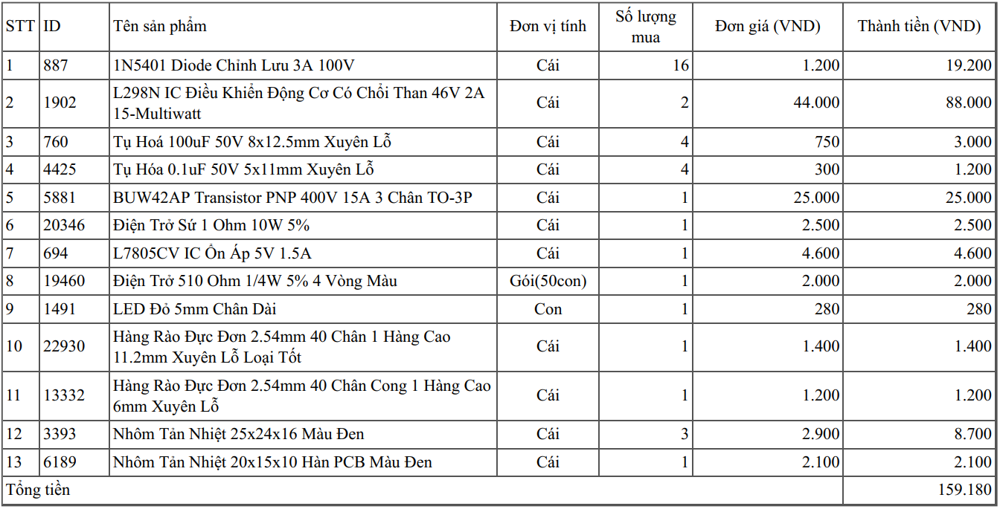 STT ID Tên sản phẩm Đơn vị tính Số lượng mua Đơn giá (VND) Thành tiền (VND)
1 887 1N5401 Diode Chỉnh Lưu 3A 100V Cái 16 1.200 19.200
2 1902 L298N IC Điều Khiển Động Cơ Có Chổi Than 46V 2A
15-Multiwatt Cái 2 44.000 88.000
3 760 Tụ Hoá 100uF 50V 8x12.5mm Xuyên Lỗ Cái 4 750 3.000
4 4425 Tụ Hóa 0.1uF 50V 5x11mm Xuyên Lỗ Cái 4 300 1.200
5 5881 BUW42AP Transistor PNP 400V 15A 3 Chân TO-3P Cái 1 25.000 25.000
6 20346 Điện Trở Sứ 1 Ohm 10W 5% Cái 1 2.500 2.500
7 694 L7805CV IC Ổn Áp 5V 1.5A Cái 1 4.600 4.600
8 19460 Điện Trở 510 Ohm 1/4W 5% 4 Vòng Màu Gói(50con) 1 2.000 2.000
9 1491 LED Đỏ 5mm Chân Dài Con 1 280 280
10 22930 Hàng Rào Đực Đơn 2.54mm 40 Chân 1 Hàng Cao
11.2mm Xuyên Lỗ Loại Tốt Cái 1 1.400 1.400
11 13332 Hàng Rào Đực Đơn 2.54mm 40 Chân Cong 1 Hàng Cao
6mm Xuyên Lỗ Cái 1 1.200 1.200
12 3393 Nhôm Tản Nhiệt 25x24x16 Màu Đen Cái 3 2.900 8.700
13 6189 Nhôm Tản Nhiệt 20x15x10 Hàn PCB Màu Đen Cái 1 2.100 2.100
Tổng tiền 159.180